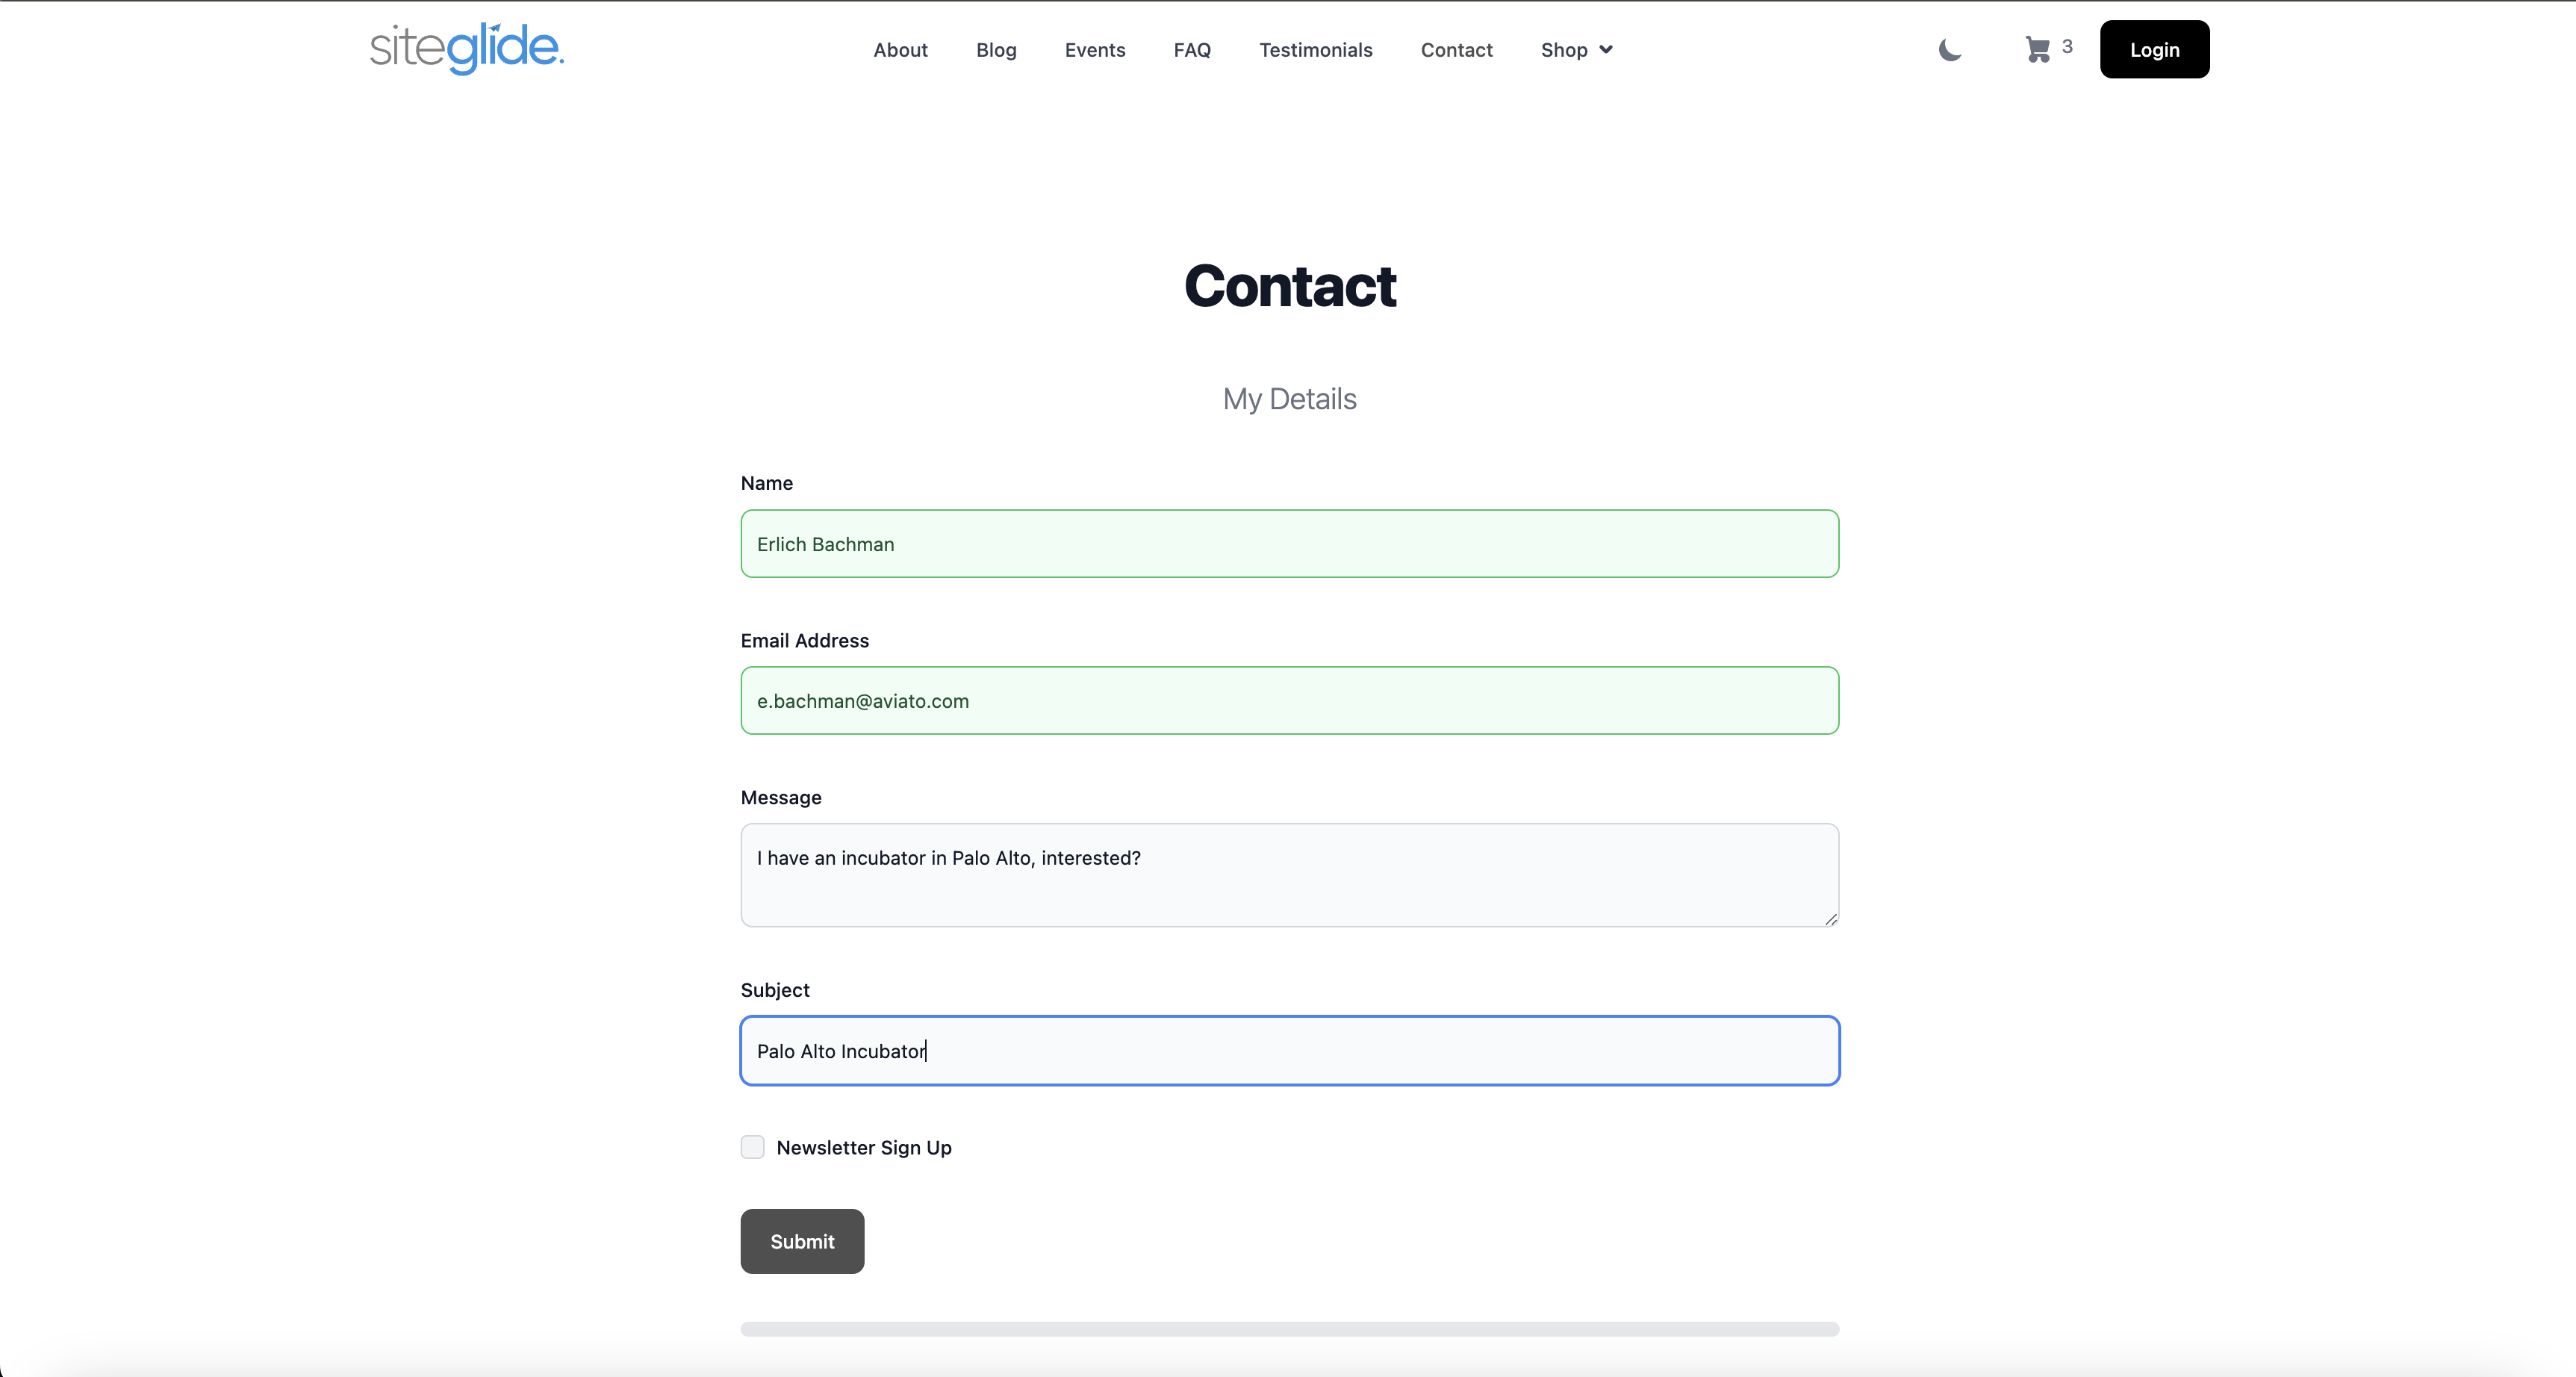 siteglide.
About Blog Events FAQ Testimonials Contact Shop 3 Login
Contact
My Details
Name
Erlich Bachman
Email Address
e.bachman@aviato.com
Message
I have an incubator in Palo Alto, interested?
Subject
Palo Alto Incubator
Newsletter Sign Up
Submit